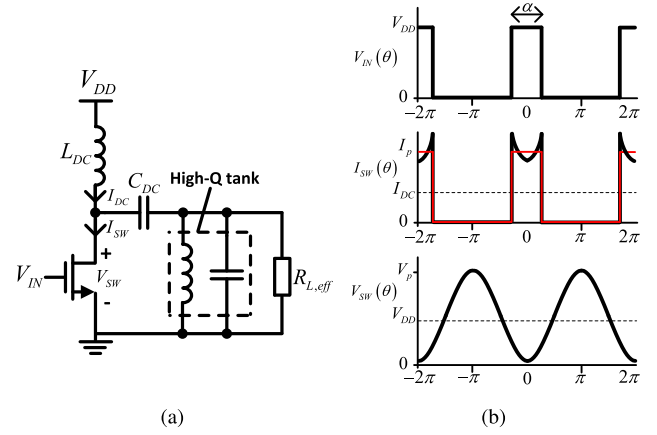 V_DD
L_DC
C_DC
High-Q tank
I_DC
I_SW
V_IN
+
V_SW
-
R_L,eff
(a)
α
V_DD
V_IN(θ)
0
−2π −π 0 π 2π
I_p
I_SW(θ)
I_DC
0
−2π −π 0 π 2π
V_p
V_SW(θ)
V_DD
0
−2π −π 0 π 2π
(b)